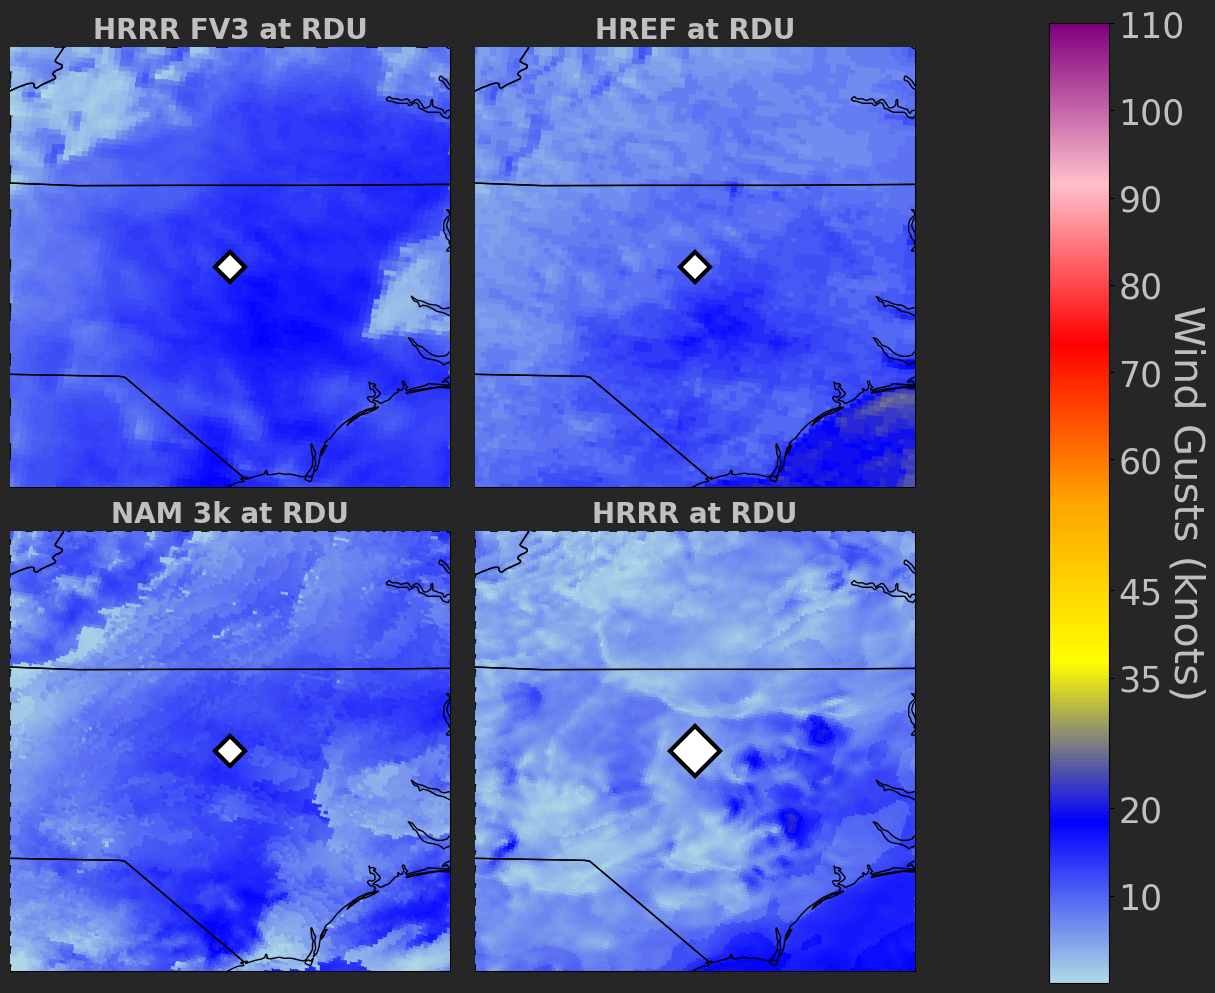 HRRR FV3 at RDU
HREF at RDU
NAM 3k at RDU
HRRR at RDU
110
100
90
80
70
60
45
35
20
10
Wind Gusts (knots)